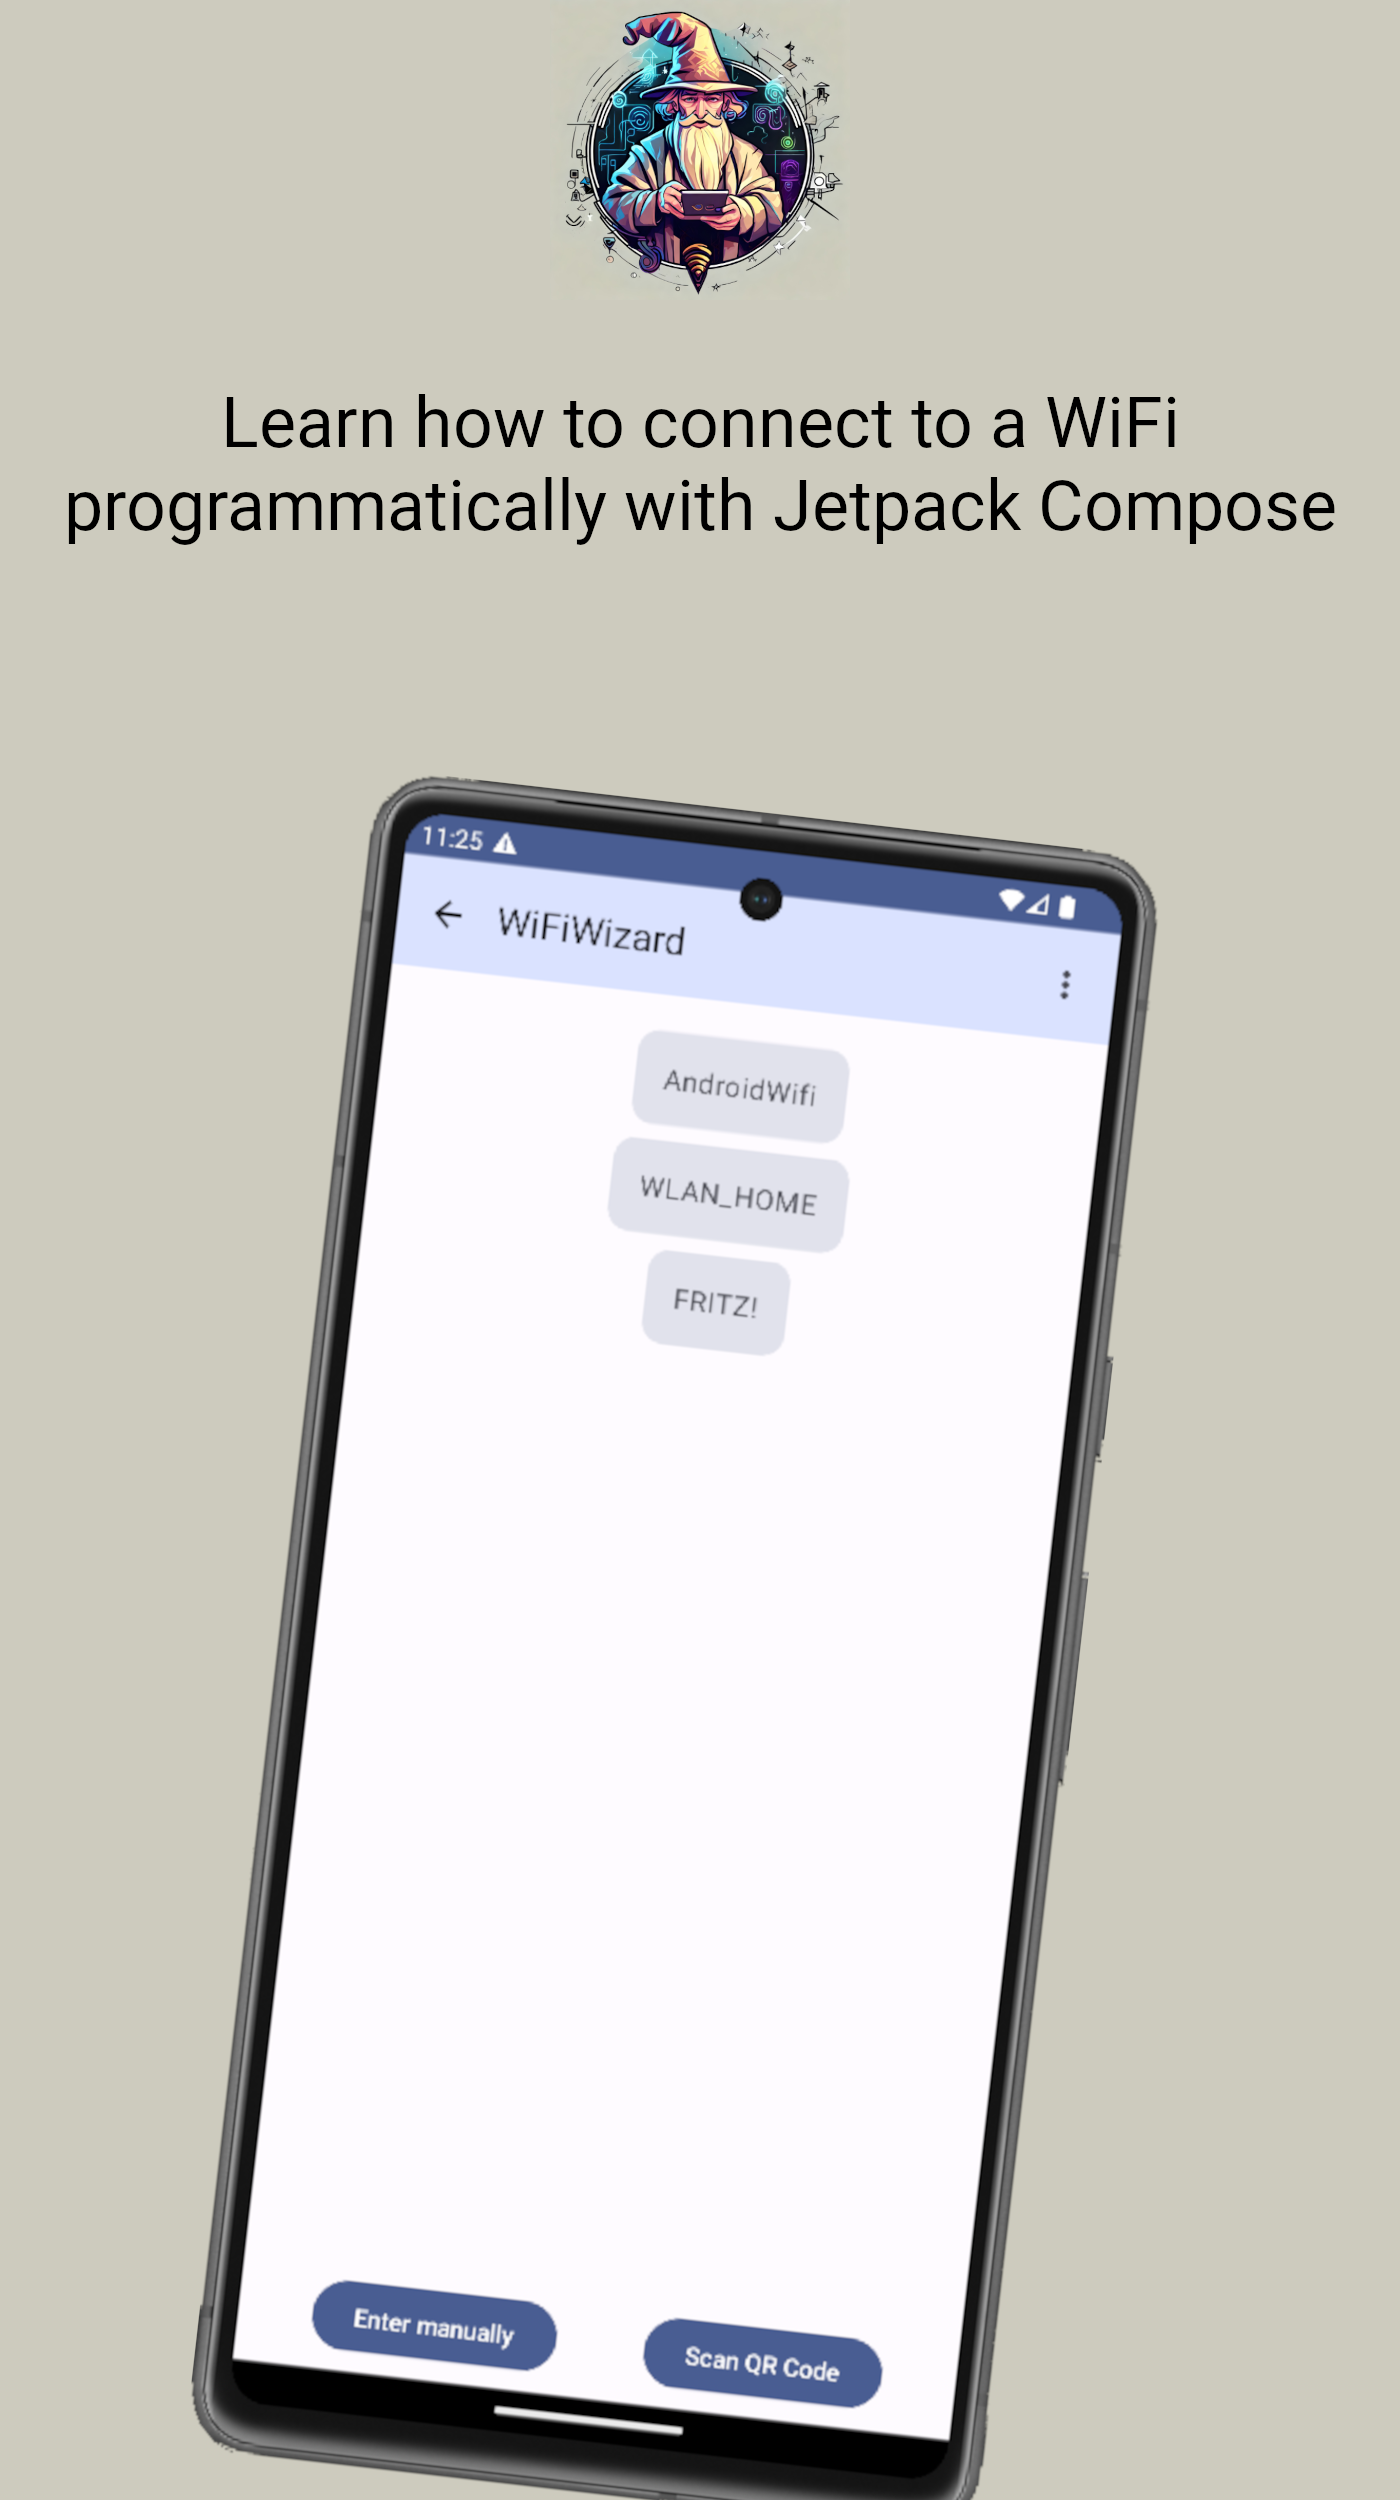 Learn how to connect to a WiFi
programmatically with Jetpack Compose
11:25
WiFiWizard
AndroidWifi
WLAN_HOME
FRITZ!
Enter manually
Scan QR Code